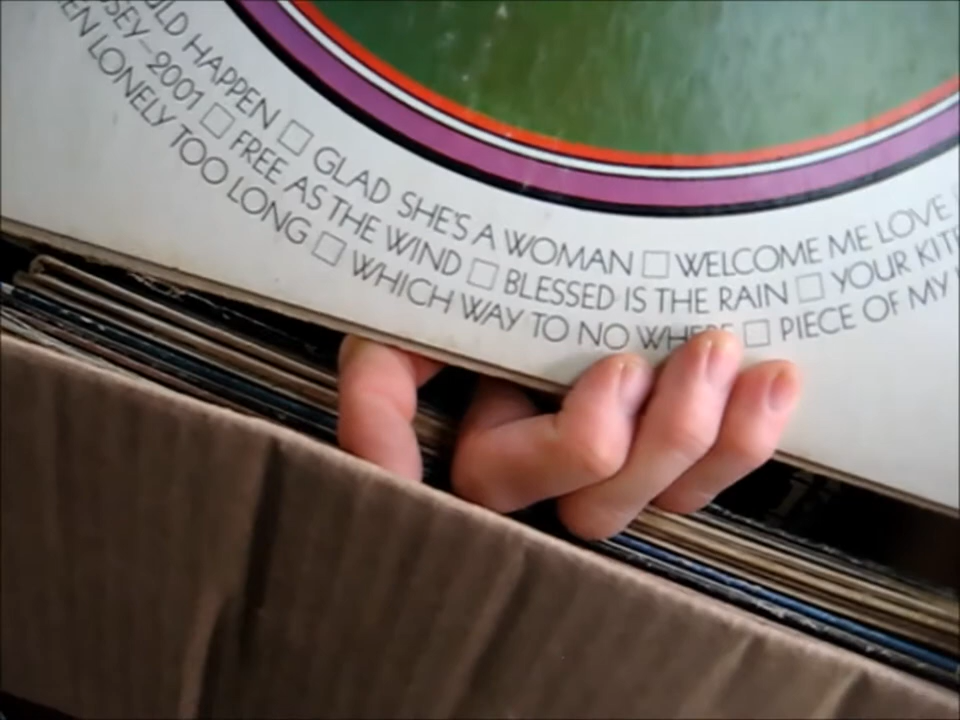 HAPPEN □ GLAD SHE'S A WOMAN □ WELCOME ME LOVE
2001 □ FREE AS THE WIND □ BLESSED IS THE RAIN □ YOUR
LONELY TOO LONG □ WHICH WAY TO NO WHERE □ PIECE OF MY